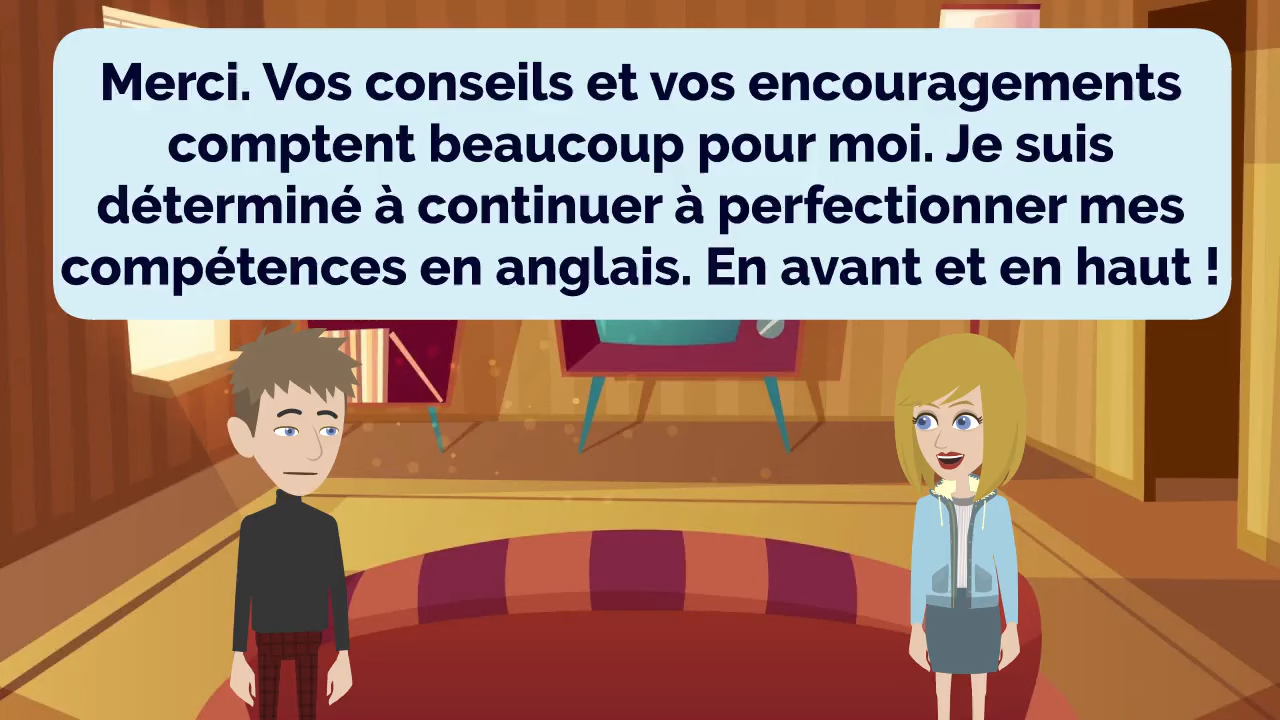 Merci. Vos conseils et vos encouragements
comptent beaucoup pour moi. Je suis
déterminé à continuer à perfectionner mes
compétences en anglais. En avant et en haut !